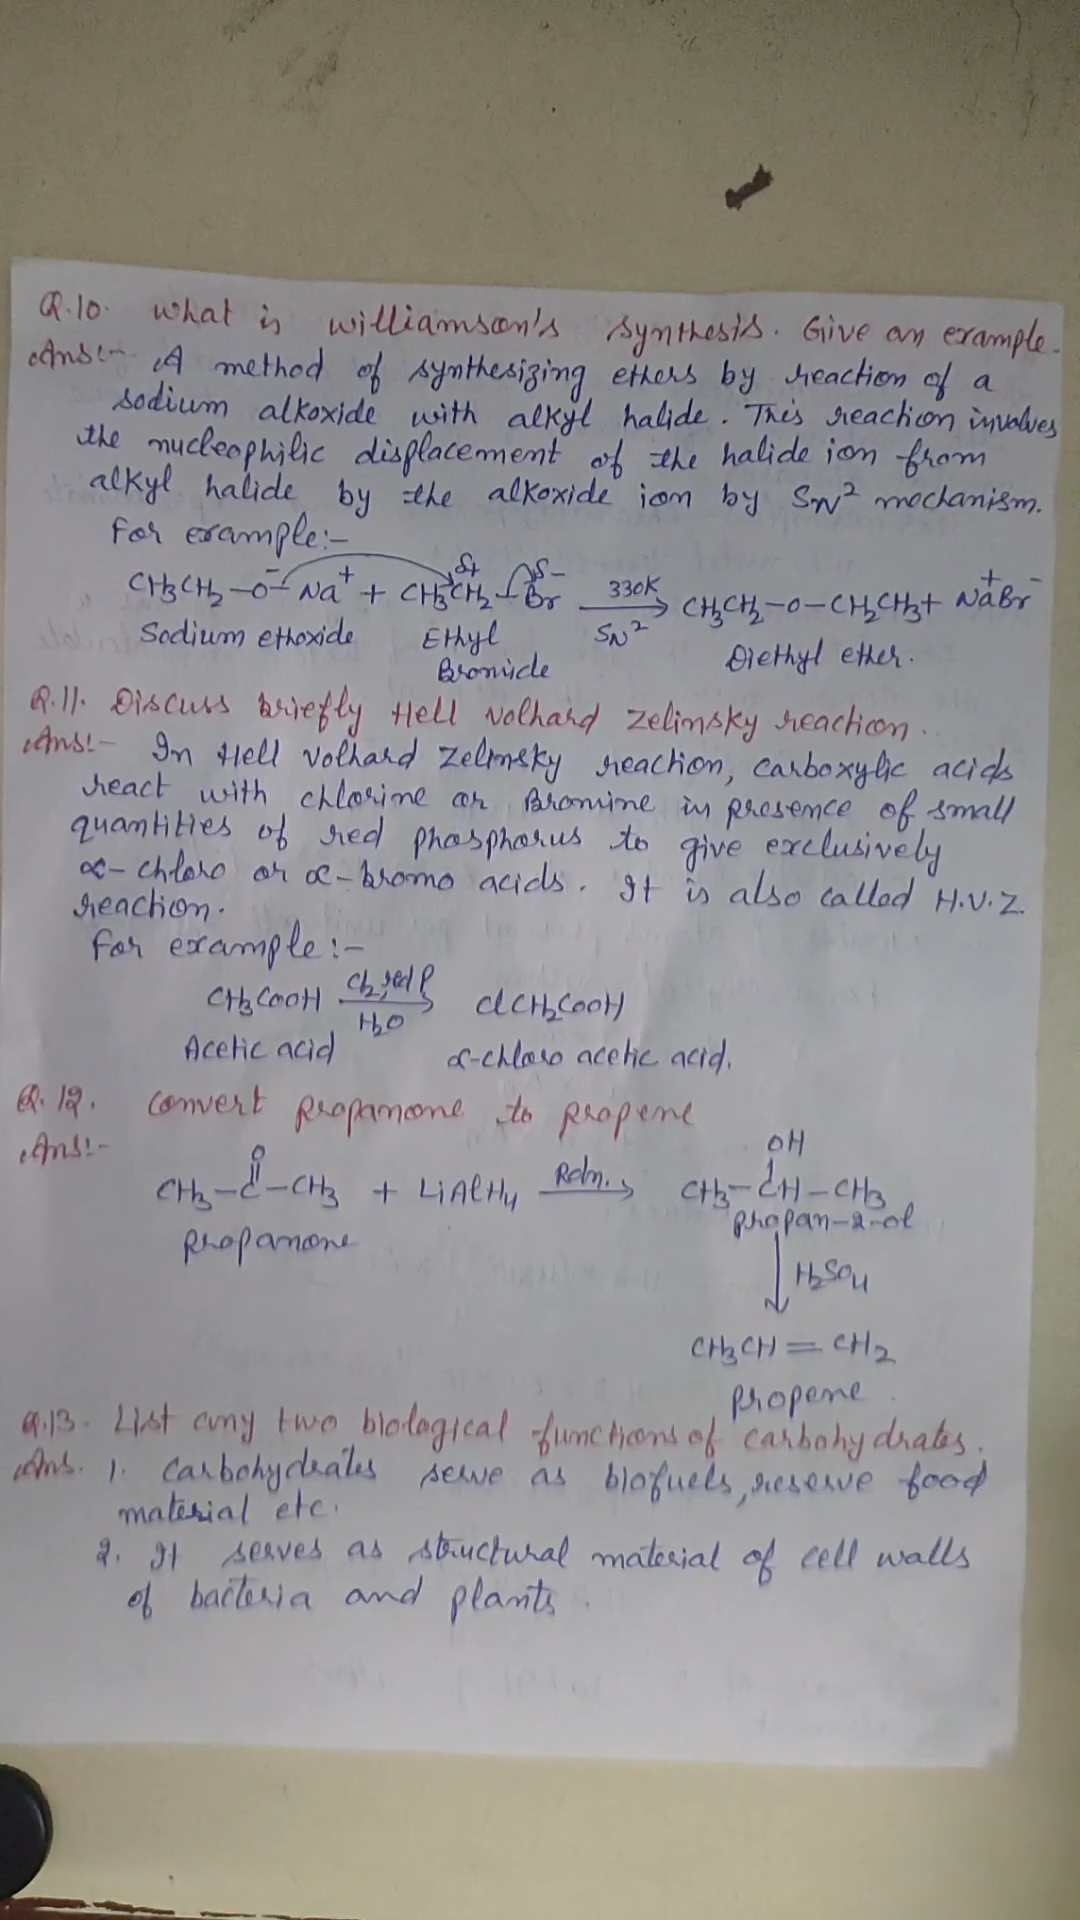 Q.10. What is williamson's synthesis. Give an example.
Ans:- A method of synthesizing ethers by reaction of a
sodium alkoxide with alkyl halide. This reaction involves
the nucleophilic displacement of the halide ion from
alkyl halide by the alkoxide ion by SN² mechanism.
For example:-
CH₃CH₂-O⁻Na⁺ + CH₃CH₂^δ+-Br^δ- 330K/SN² → CH₃CH₂-O-CH₂CH₃ + Na⁺Br⁻
Sodium ethoxide Ethyl Bromide Diethyl ether.
Q.11. Discuss briefly Hell Volhard Zelinsky reaction.
Ans:- In Hell Volhard Zelinsky reaction, carboxylic acids
react with chlorine or Bromine in presence of small
quantities of red phosphorus to give exclusively
α-chloro or α-bromo acids. It is also called H.V.Z.
reaction.
For example:-
CH₃COOH Cl₂, red P/H₂O → ClCH₂COOH
Acetic acid α-chloro acetic acid.
Q.12. Convert propanone to propene
Ans:-
CH₃-C(=O)-CH₃ + LiAlH₄ Redn. → CH₃-CH(OH)-CH₃
propanone propan-2-ol
↓ H₂SO₄
CH₃CH=CH₂
propene.
Q.13. List any two biological functions of carbohydrates.
Ans. 1. Carbohydrates serve as biofuels, reserve food
material etc.
2. It serves as structural material of cell walls
of bacteria and plants.